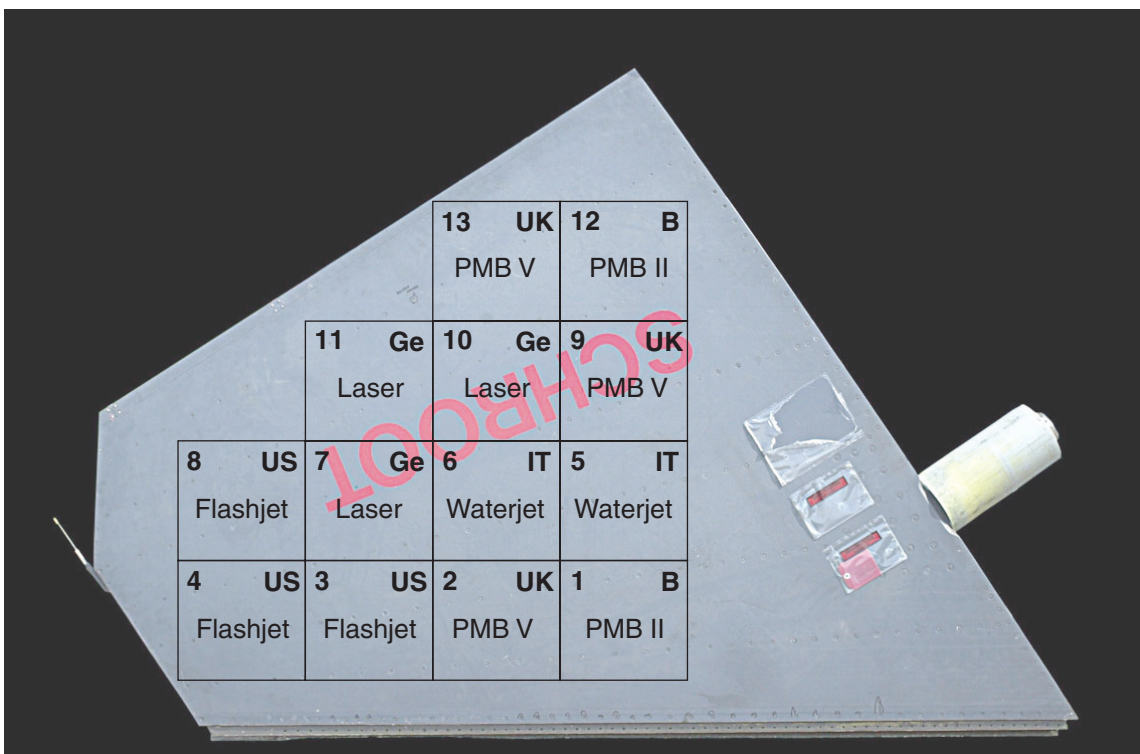 13 UK 12 B
PMB V PMB II
11 Ge 10 Ge 9 UK
Laser Laser PMB V
SCHROOT
8 US 7 Ge 6 IT 5 IT
Flashjet Laser Waterjet Waterjet
4 US 3 US 2 UK 1 B
Flashjet Flashjet PMB V PMB II